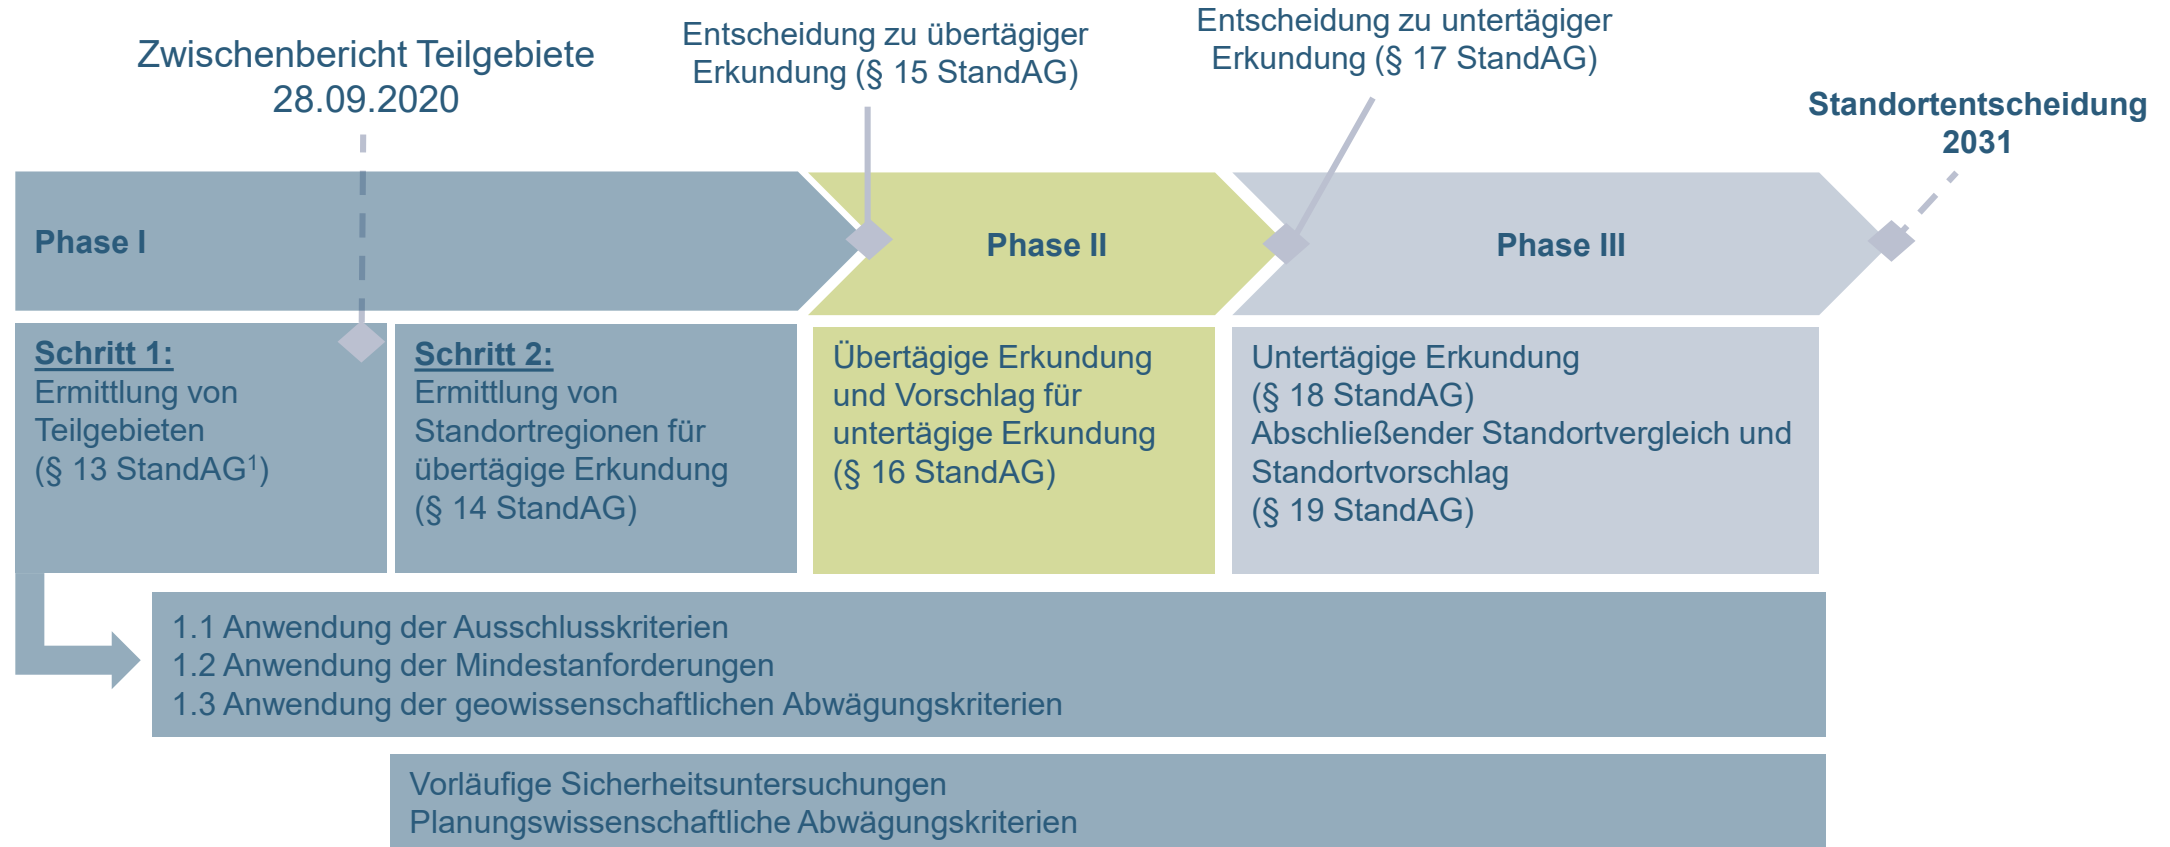 Zwischenbericht Teilgebiete
28.09.2020
Entscheidung zu übertägiger
Erkundung (§ 15 StandAG)
Entscheidung zu untertägiger
Erkundung (§ 17 StandAG)
Standortentscheidung
2031
Phase I
Phase II
Phase III
Schritt 1:
Ermittlung von
Teilgebieten
(§ 13 StandAG¹)
Schritt 2:
Ermittlung von
Standortregionen für
übertägige Erkundung
(§ 14 StandAG)
Übertägige Erkundung
und Vorschlag für
untertägige Erkundung
(§ 16 StandAG)
Untertägige Erkundung
(§ 18 StandAG)
Abschließender Standortvergleich und
Standortvorschlag
(§ 19 StandAG)
1.1 Anwendung der Ausschlusskriterien
1.2 Anwendung der Mindestanforderungen
1.3 Anwendung der geowissenschaftlichen Abwägungskriterien
Vorläufige Sicherheitsuntersuchungen
Planungswissenschaftliche Abwägungskriterien